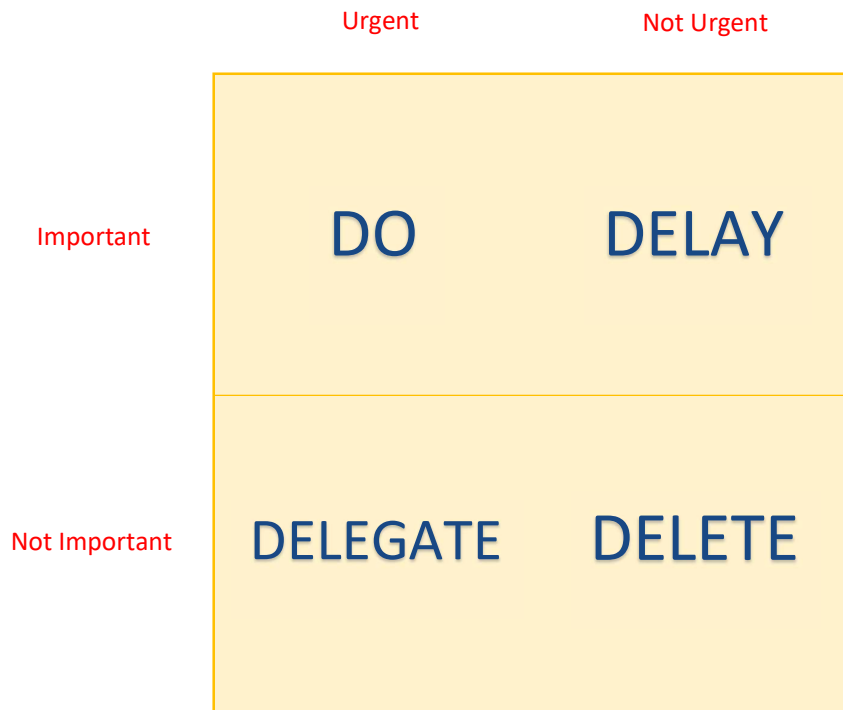 Urgent Not Urgent
Important DO DELAY
Not Important DELEGATE DELETE